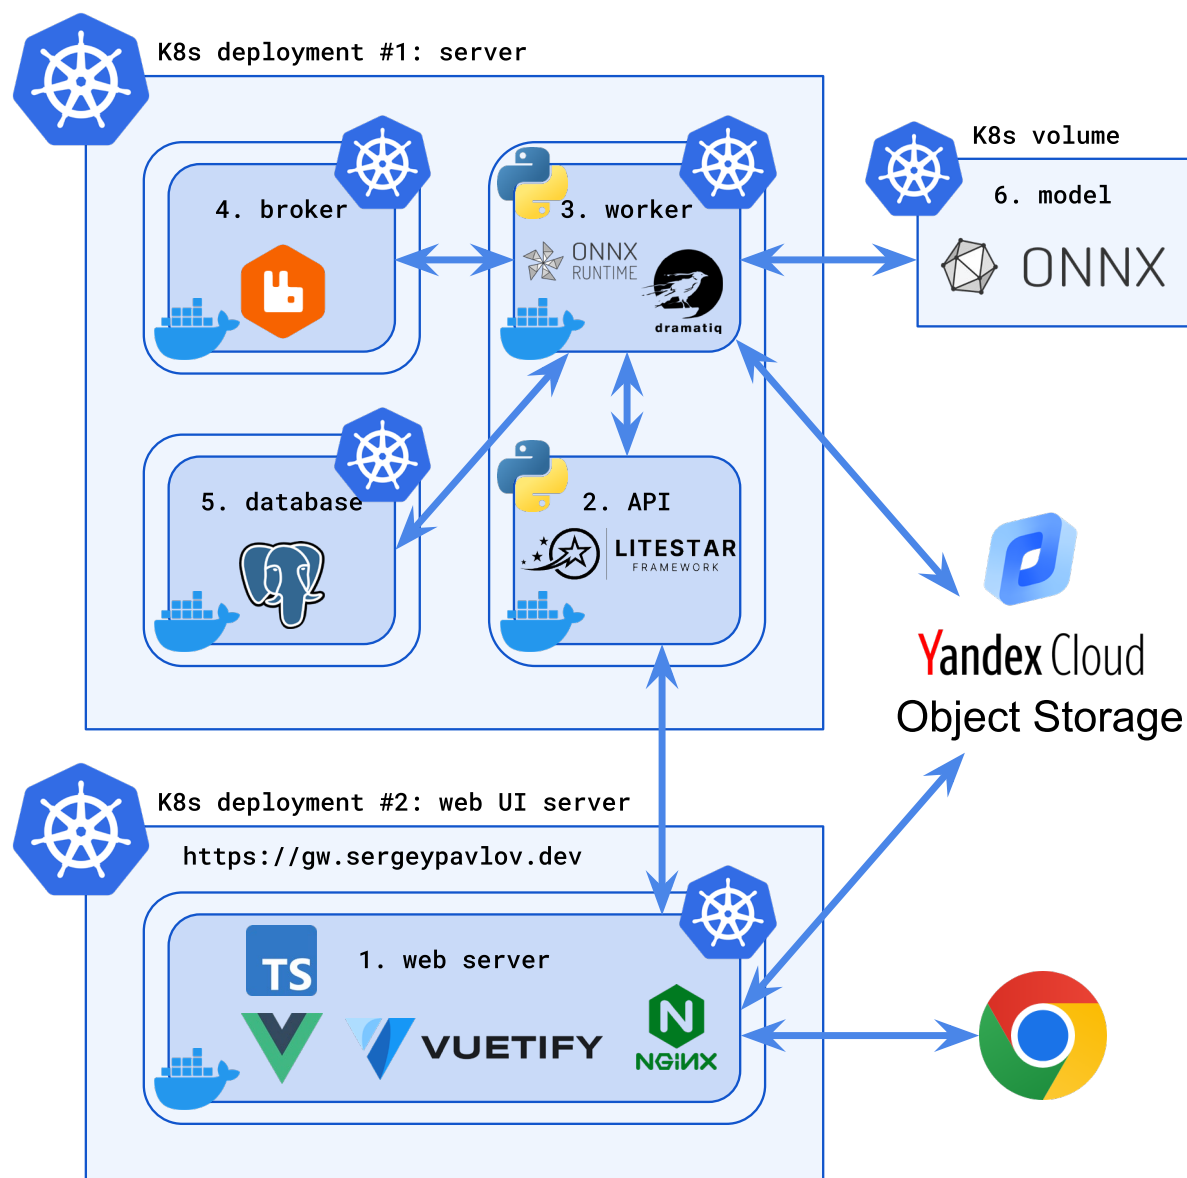 K8s deployment #1: server
K8s volume
4. broker
3. worker
6. model
ONNX
RUNTIME
ONNX
dramatiq
5. database
2. API
LITESTAR
FRAMEWORK
Yandex Cloud
Object Storage
K8s deployment #2: web UI server
https://gw.sergeypavlov.dev
TS
1. web server
N
VUETIFY
NGiNX